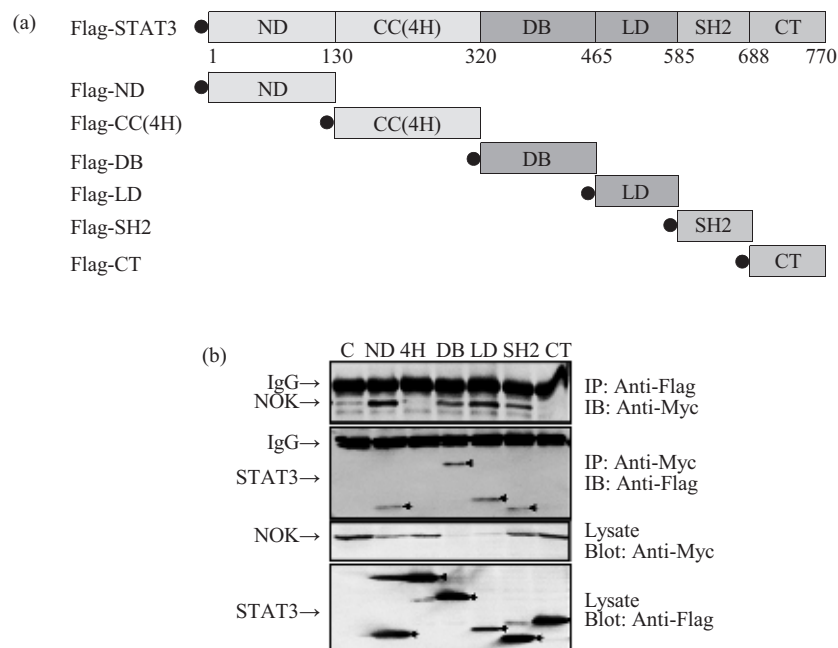 (a)
Flag-STAT3 ND CC(4H) DB LD SH2 CT
1 130 320 465 585 688 770
Flag-ND ND
Flag-CC(4H) CC(4H)
Flag-DB DB
Flag-LD LD
Flag-SH2 SH2
Flag-CT CT
(b)
C ND 4H DB LD SH2 CT
IgG→ IP: Anti-Flag
NOK→ IB: Anti-Myc
IgG→
STAT3→ IP: Anti-Myc
IB: Anti-Flag
NOK→ Lysate
Blot: Anti-Myc
STAT3→ Lysate
Blot: Anti-Flag